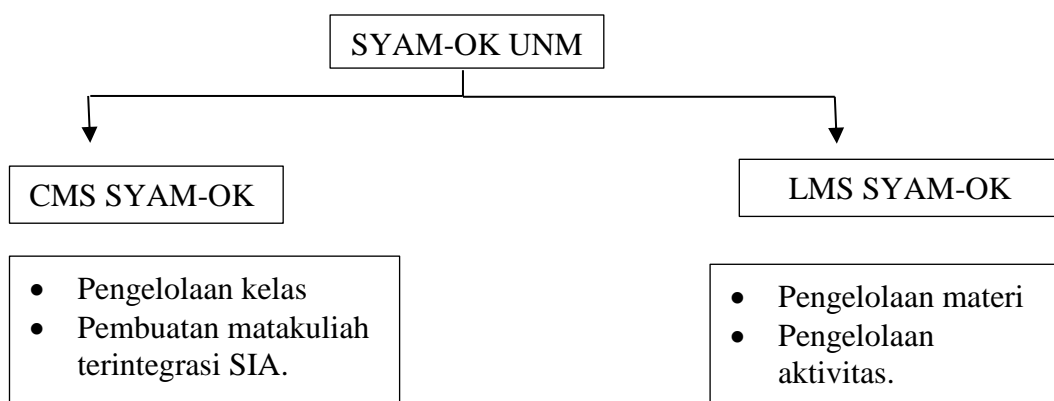 SYAM-OK UNM
CMS SYAM-OK
LMS SYAM-OK
• Pengelolaan kelas
• Pembuatan matakuliah
terintegrasi SIA.
• Pengelolaan materi
• Pengelolaan
aktivitas.